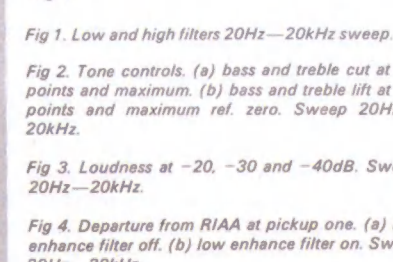 Fig 1. Low and high filters 20Hz—20kHz sweep.
Fig 2. Tone controls. (a) bass and treble cut at
points and maximum. (b) bass and treble lift at
points and maximum ref. zero. Sweep 20H
20kHz.
Fig 3. Loudness at −20, −30 and −40dB. Sw
20Hz—20kHz.
Fig 4. Departure from RIAA at pickup one. (a)
enhance filter off. (b) low enhance filter on. Sw